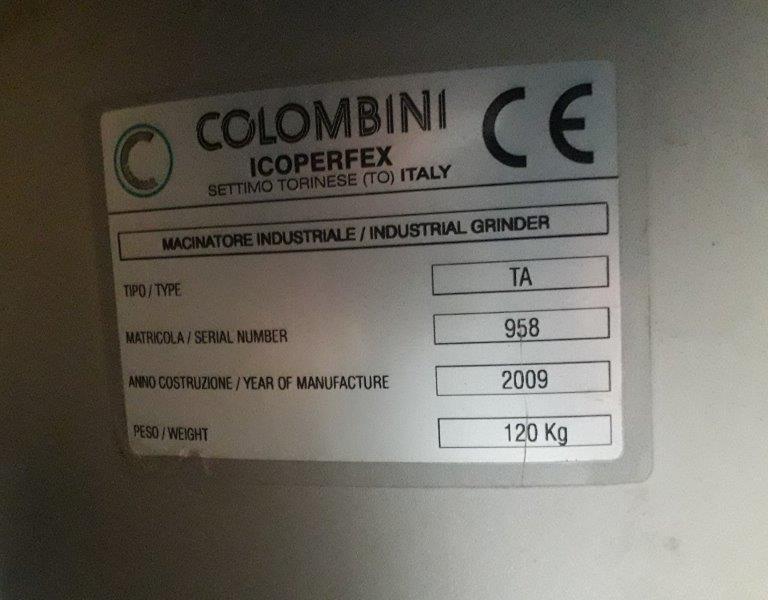 C COLOMBINI CE
ICOPERFEX
SETTIMO TORINESE (TO) ITALY
MACINATORE INDUSTRIALE / INDUSTRIAL GRINDER
TIPO / TYPE TA
MATRICOLA / SERIAL NUMBER 958
ANNO COSTRUZIONE / YEAR OF MANUFACTURE 2009
PESO / WEIGHT 120 Kg